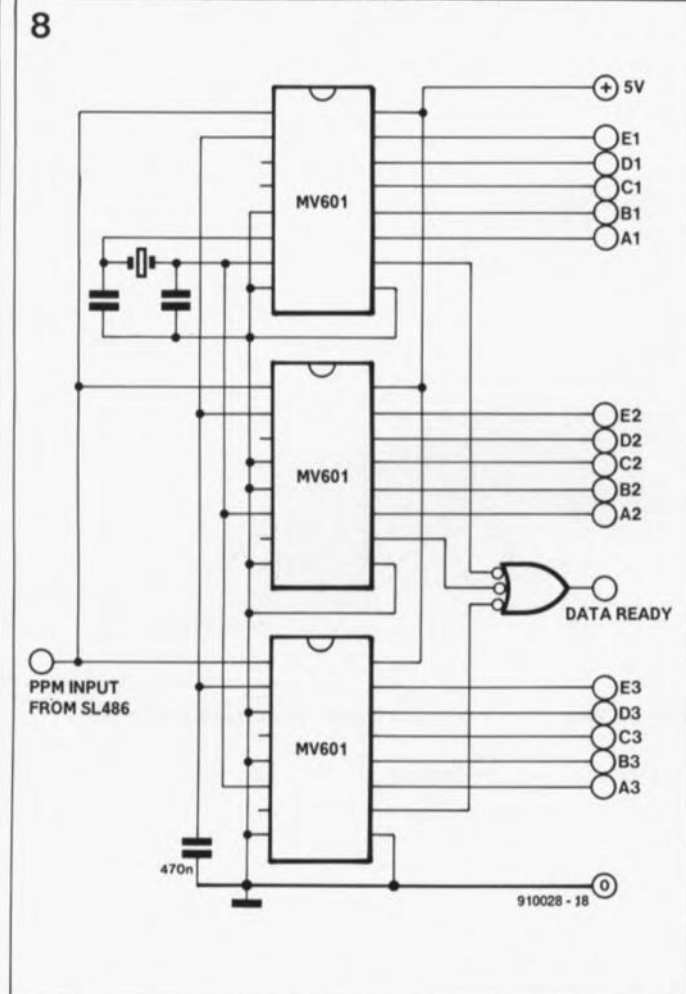 8
+ 5V
E1
D1
MV601
C1
B1
A1
E2
D2
MV601
C2
B2
A2
DATA READY
PPM INPUT
FROM SL486
E3
D3
MV601
C3
B3
A3
470n
0
910028 - 18